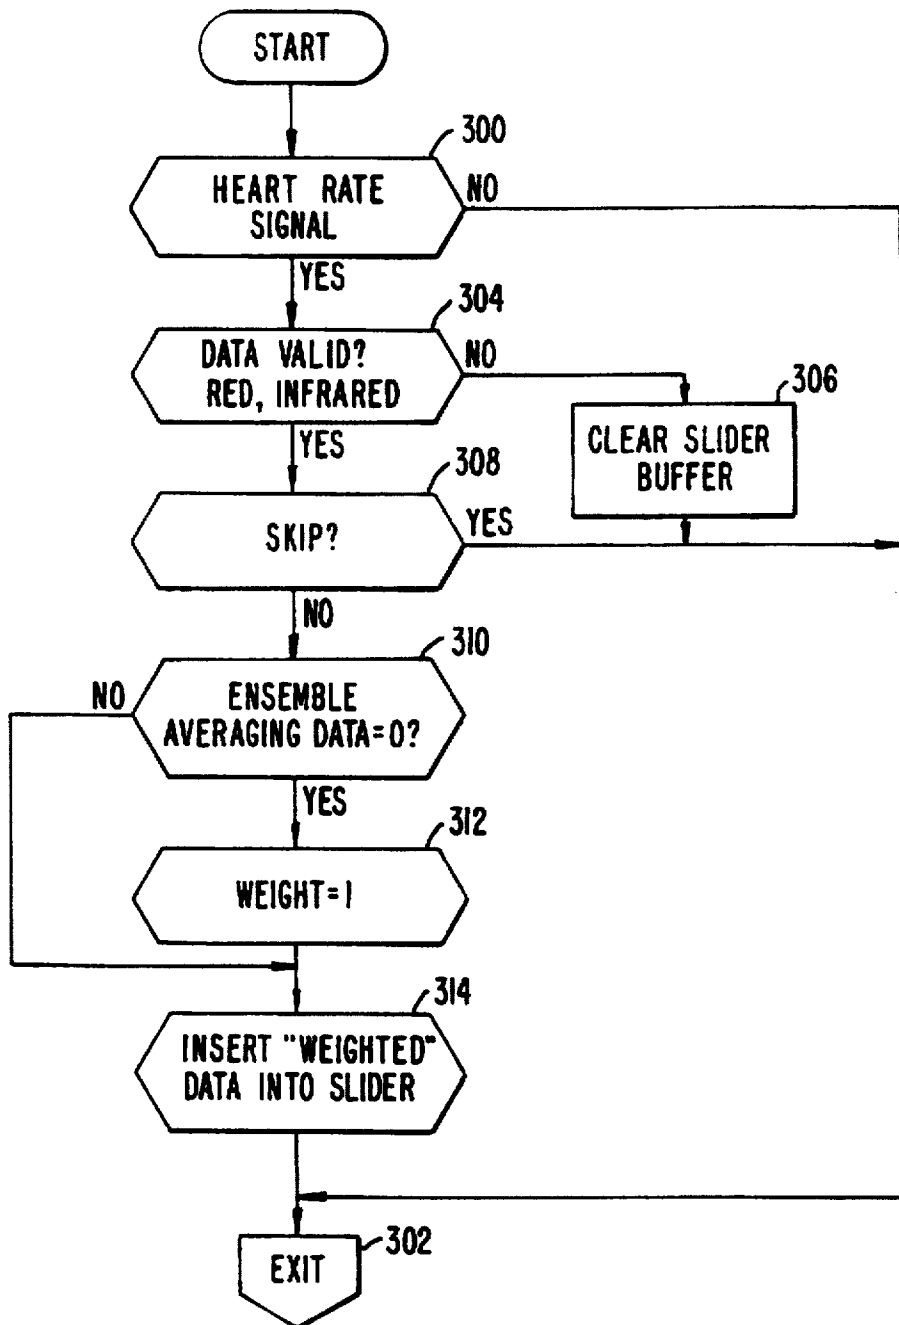 START
300
HEART RATE
SIGNAL
NO
YES
304
DATA VALID?
RED, INFRARED
NO
306
CLEAR SLIDER
BUFFER
YES
308
SKIP?
YES
NO
310
NO
ENSEMBLE
AVERAGING DATA=0?
YES
312
WEIGHT=1
314
INSERT "WEIGHTED"
DATA INTO SLIDER
302
EXIT